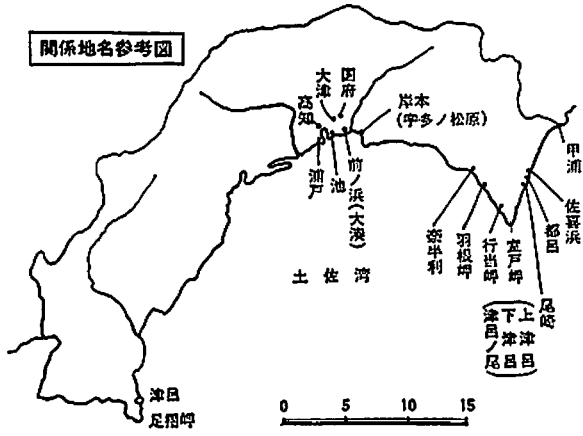 関係地名参考図
国府
大津
高知
岸本
(宇多ノ松原)
甲浦
浦戸
池
前ノ浜(大湊)
佐喜浜
都呂
尾崎
室戸岬
行当岬
羽根岬
奈半利
土佐湾
上津呂
下津呂
津呂ノ尾
津呂
足摺岬
0 5 10 15